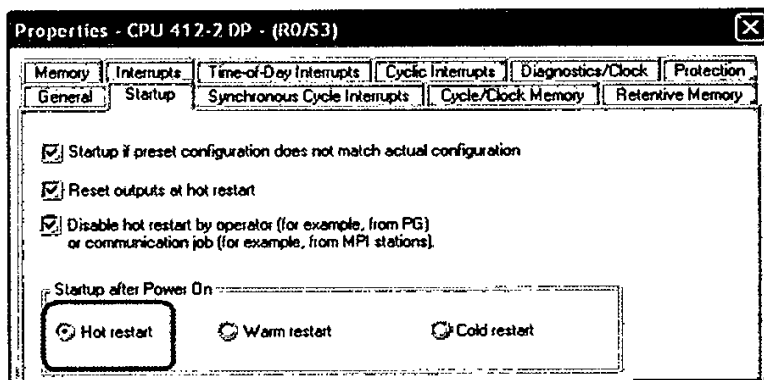 Properties - CPU 412-2 DP - (R0/S3)
Memory Interrupts Time-of-Day Interrupts Cyclic Interrupts Diagnostics/Clock Protection
General Startup Synchronous Cycle Interrupts Cycle/Clock Memory Retentive Memory
Startup if preset configuration does not match actual configuration
Reset outputs at hot restart
Disable hot restart by operator (for example, from PG)
or communication job (for example, from MPI stations).
Startup after Power On
Hot restart Warm restart Cold restart